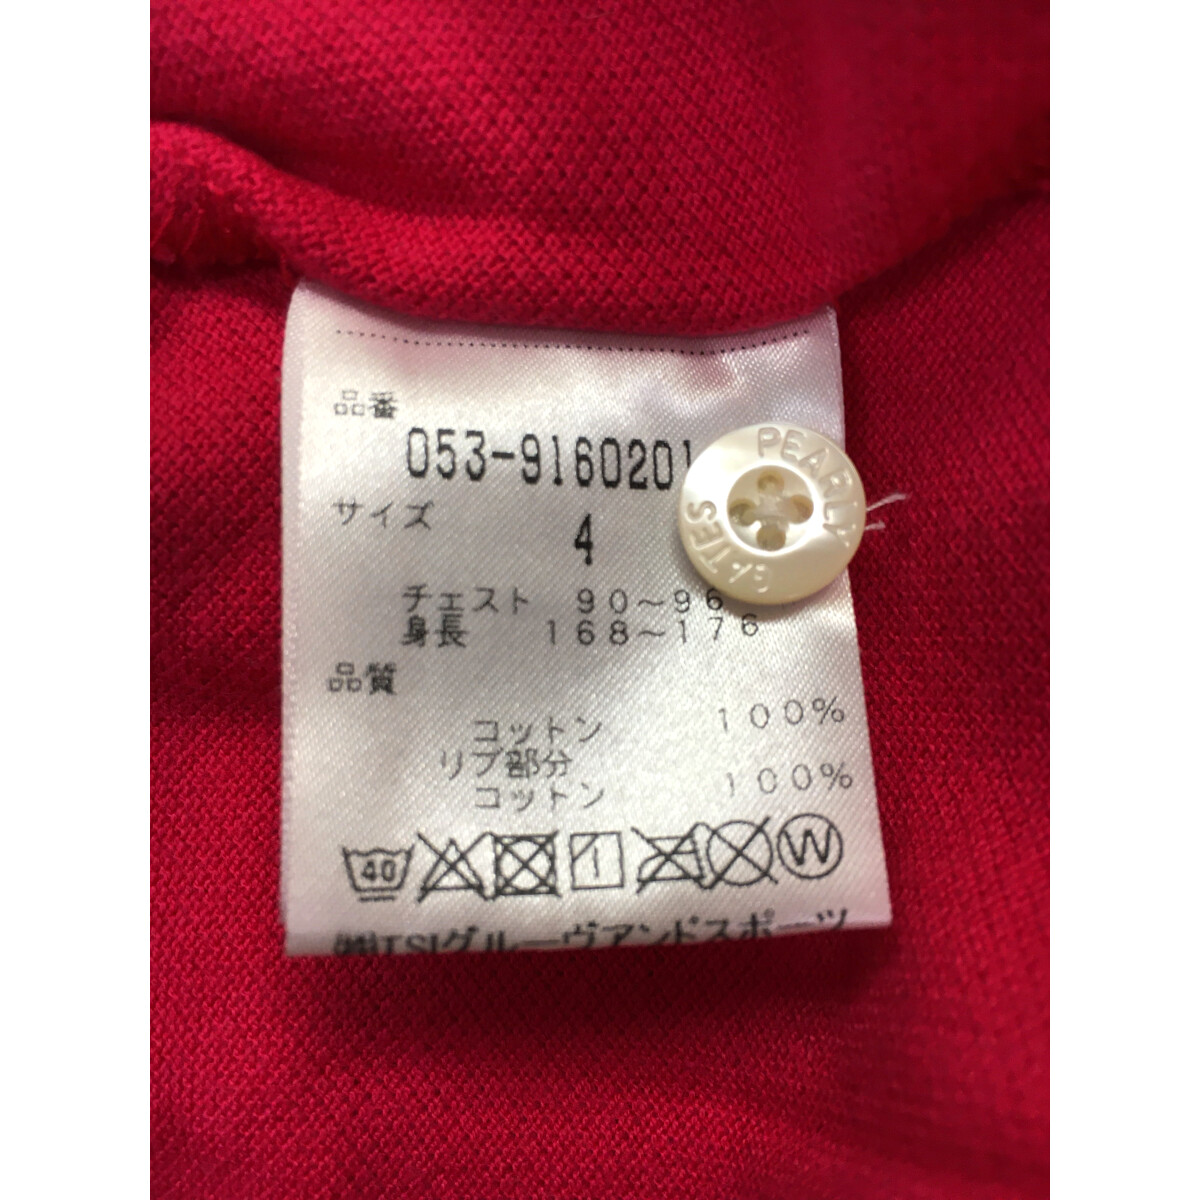 品番
053-9160201
PEARLY GATES
サイズ
4
チェスト 90～96
身長 168～176
品質
コットン 100%
リブ部分
コットン 100%
40 1 W
㈱TSIグルーヴアンドスポーツ